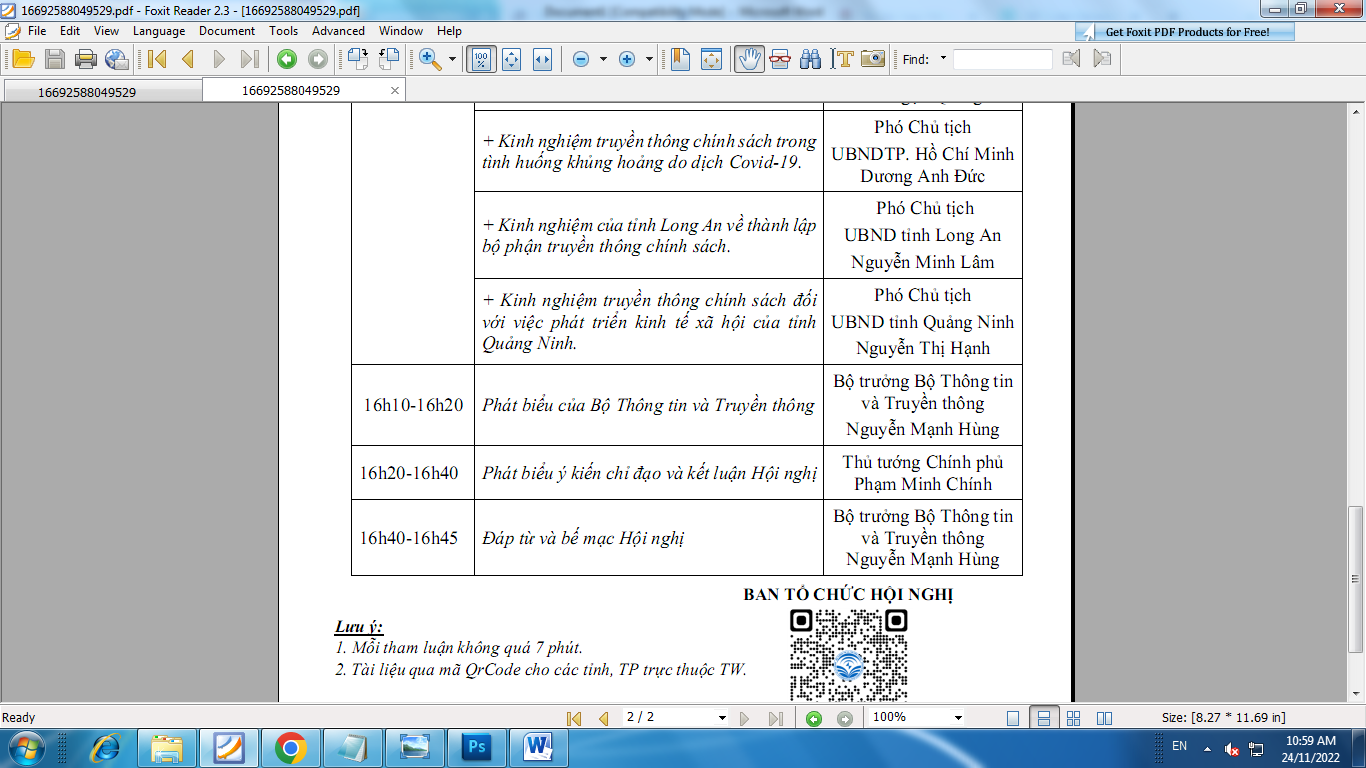 16692588049529.pdf - Foxit Reader 2.3 - [16692588049529.pdf]
File Edit View Language Document Tools Advanced Window Help
Get Foxit PDF Products for Free!
Find:
16692588049529
16692588049529
+ Kinh nghiệm truyền thông chính sách trong
tình huống khủng hoảng do dịch Covid-19.
Phó Chủ tịch
UBNDTP. Hồ Chí Minh
Dương Anh Đức
+ Kinh nghiệm của tỉnh Long An về thành lập
bộ phận truyền thông chính sách.
Phó Chủ tịch
UBND tỉnh Long An
Nguyễn Minh Lâm
+ Kinh nghiệm truyền thông chính sách đối
với việc phát triển kinh tế xã hội của tỉnh
Quảng Ninh.
Phó Chủ tịch
UBND tỉnh Quảng Ninh
Nguyễn Thị Hạnh
16h10-16h20
Phát biểu của Bộ Thông tin và Truyền thông
Bộ trưởng Bộ Thông tin
và Truyền thông
Nguyễn Mạnh Hùng
16h20-16h40
Phát biểu ý kiến chỉ đạo và kết luận Hội nghị
Thủ tướng Chính phủ
Phạm Minh Chính
16h40-16h45
Đáp từ và bế mạc Hội nghị
Bộ trưởng Bộ Thông tin
và Truyền thông
Nguyễn Mạnh Hùng
BAN TỔ CHỨC HỘI NGHỊ
Lưu ý:
1. Mỗi tham luận không quá 7 phút.
2. Tài liệu qua mã QrCode cho các tỉnh, TP trực thuộc TW.
Ready
2 / 2
100%
Size: [8.27 * 11.69 in]
EN
10:59 AM
24/11/2022